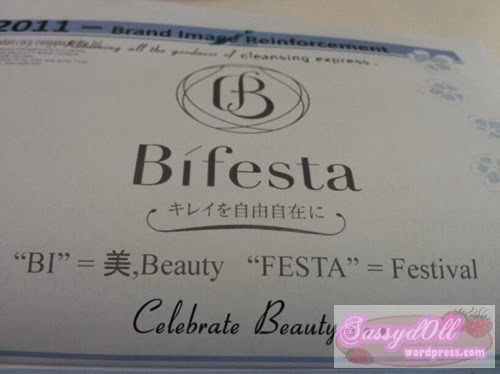 2011 — Brand Image Reinforcement
all the goodness of cleansing express.
Bifesta
キレイを自由自在に
“BI” = 美,Beauty “FESTA” = Festival
Celebrate Beauty
Sassyd0ll
wordpress.com